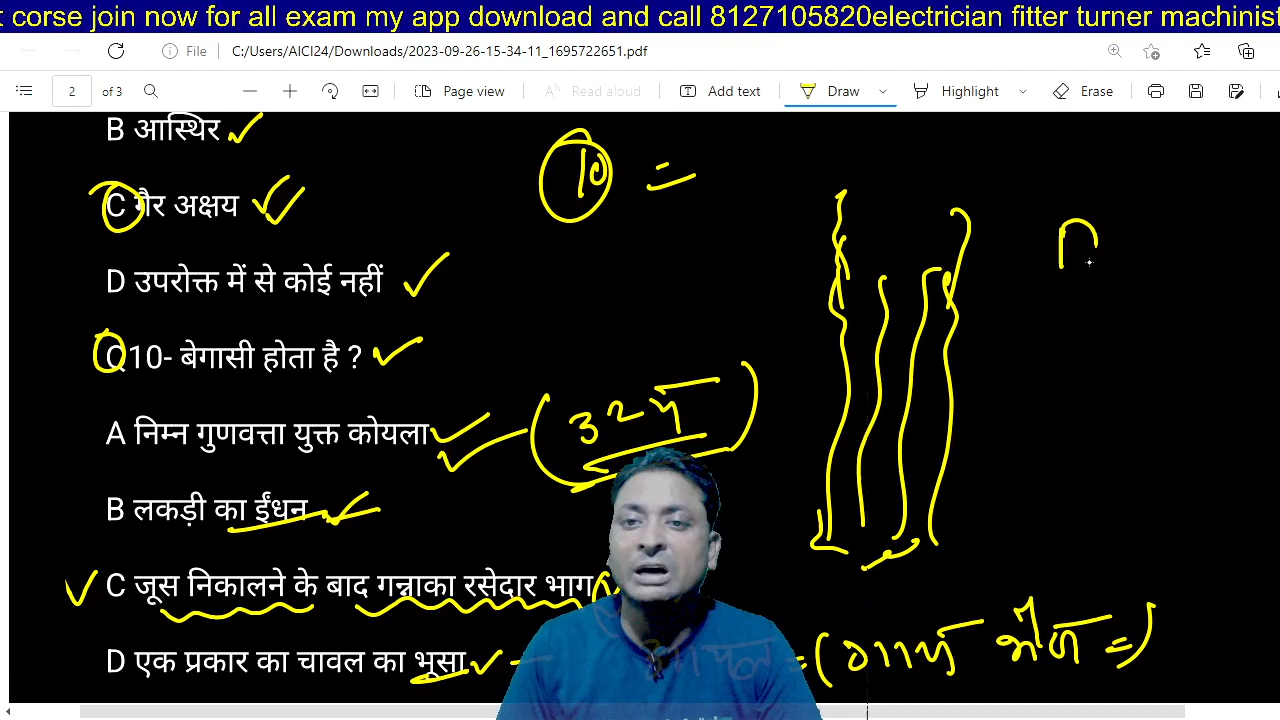 t corse join now for all exam my app download and call 8127105820electrician fitter turner machinist
File C:/Users/AICI24/Downloads/2023-09-26-15-34-11_1695722651.pdf
2 of 3 Page view Read aloud Add text Draw Highlight Erase
B आस्थिर
10 =
C गैर अक्षय
D उपरोक्त में से कोई नहीं
Q10- बेगासी होता है ?
A निम्न गुणवत्ता युक्त कोयला
B लकड़ी का ईंधन
C जूस निकालने के बाद गन्नाका रसेदार भाग
D एक प्रकार का चावल का भूसा